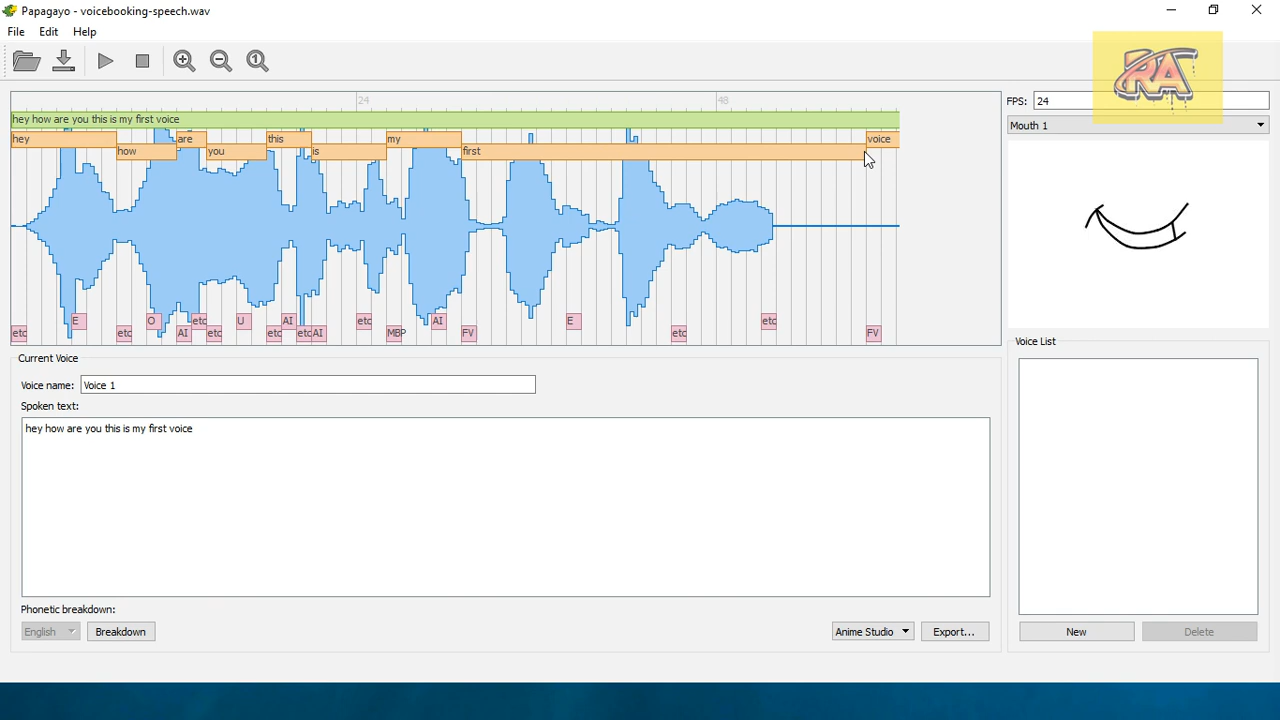 Papagayo - voicebooking-speech.wav
File Edit Help
RA
24 48
hey how are you this is my first voice
hey are this my voice
how you is first
E O etc U AI etc AI E etc
etc etc AI etc etc etc AI MBP FV etc FV
FPS: 24
Mouth 1
Voice List
Current Voice
Voice name: Voice 1
Spoken text:
hey how are you this is my first voice
Phonetic breakdown:
English Breakdown Anime Studio Export... New Delete